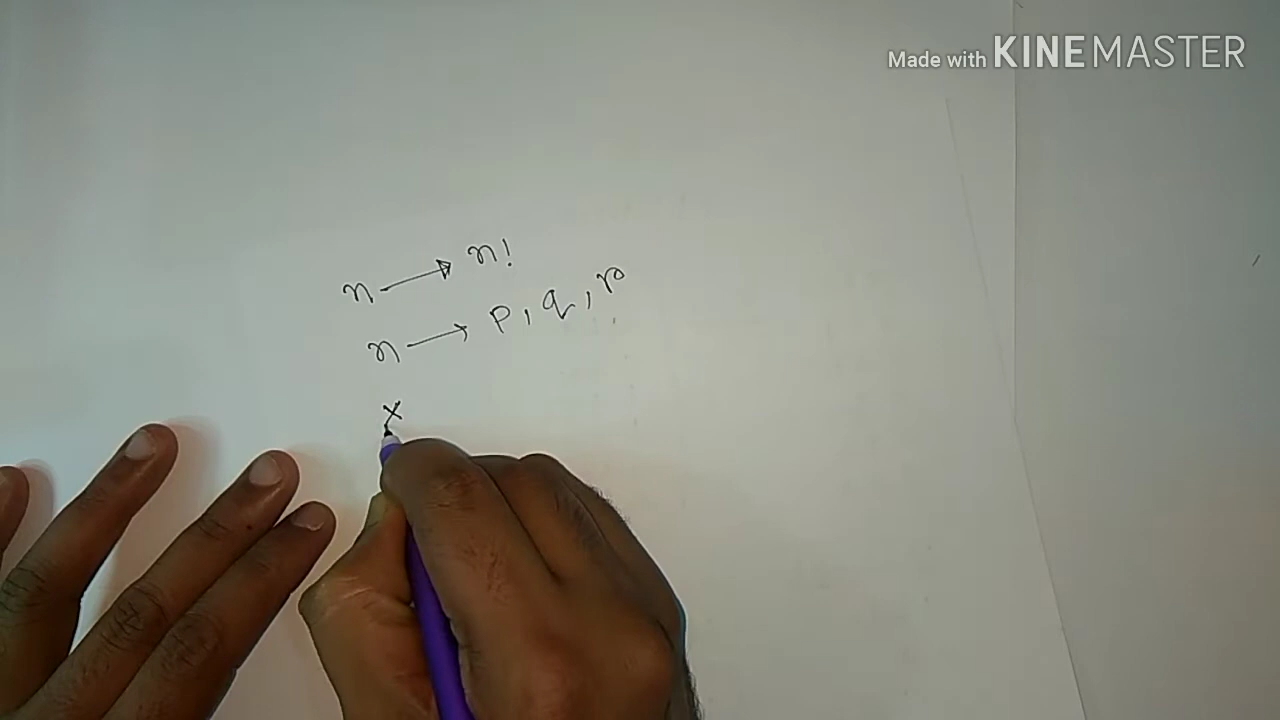 Made with KINEMASTER
n → n!
n → p, q, r
x